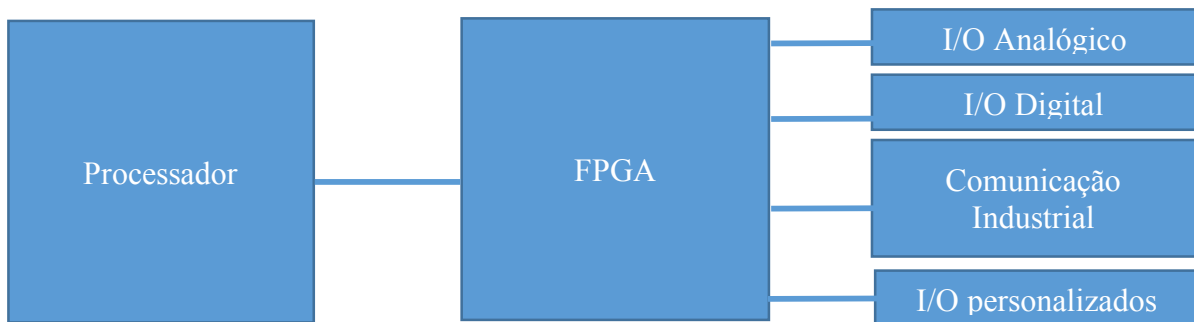 Processador
FPGA
I/O Analógico
I/O Digital
Comunicação
Industrial
I/O personalizados